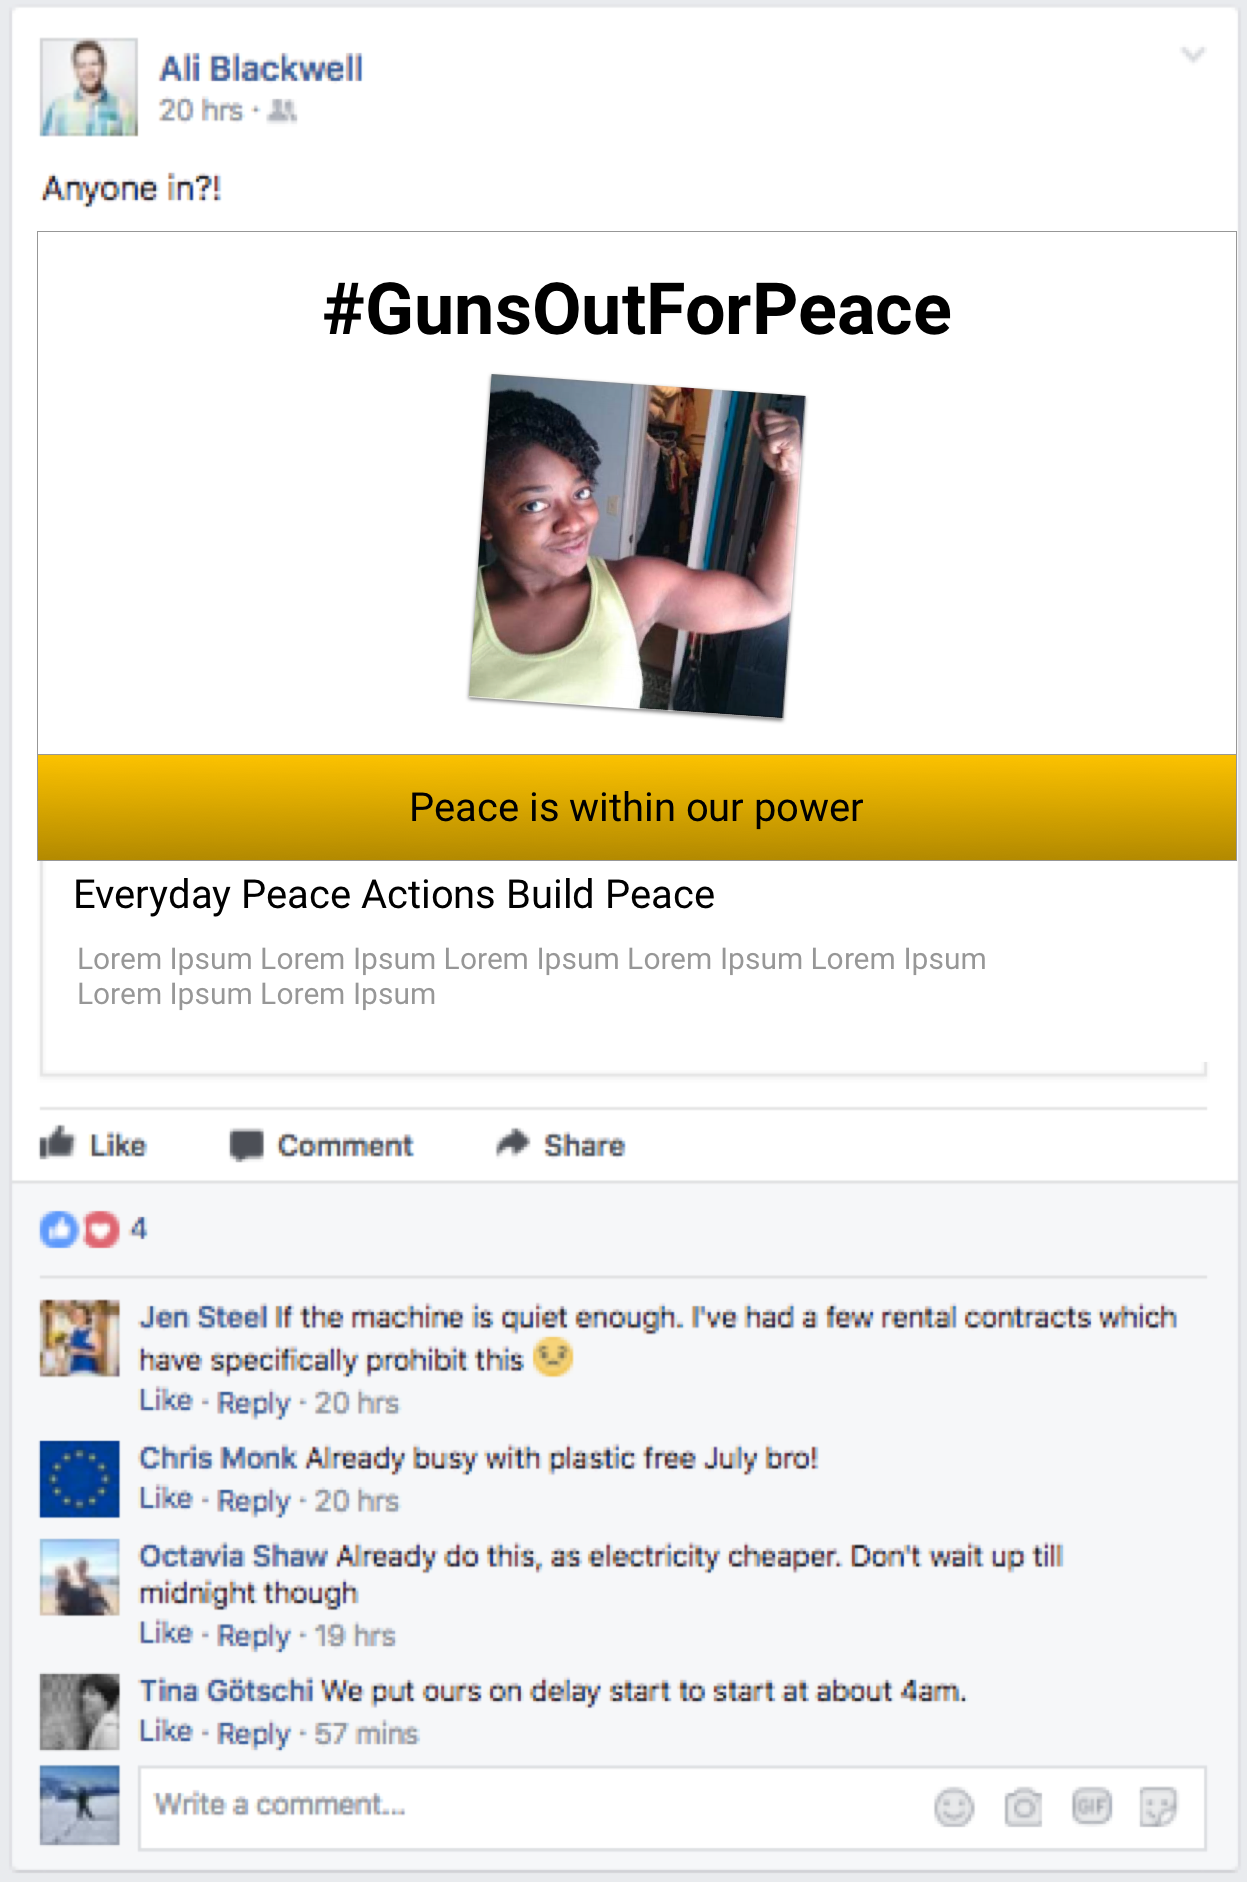 Ali Blackwell
20 hrs ·
Anyone in?!
#GunsOutForPeace
Peace is within our power
Everyday Peace Actions Build Peace
Lorem Ipsum Lorem Ipsum Lorem Ipsum Lorem Ipsum Lorem Ipsum
Lorem Ipsum Lorem Ipsum
Like Comment Share
4
Jen Steel If the machine is quiet enough. I've had a few rental contracts which
have specifically prohibit this
Like · Reply · 20 hrs
Chris Monk Already busy with plastic free July bro!
Like · Reply · 20 hrs
Octavia Shaw Already do this, as electricity cheaper. Don't wait up till
midnight though
Like · Reply · 19 hrs
Tina Götschi We put ours on delay start to start at about 4am.
Like · Reply · 57 mins
Write a comment... GIF